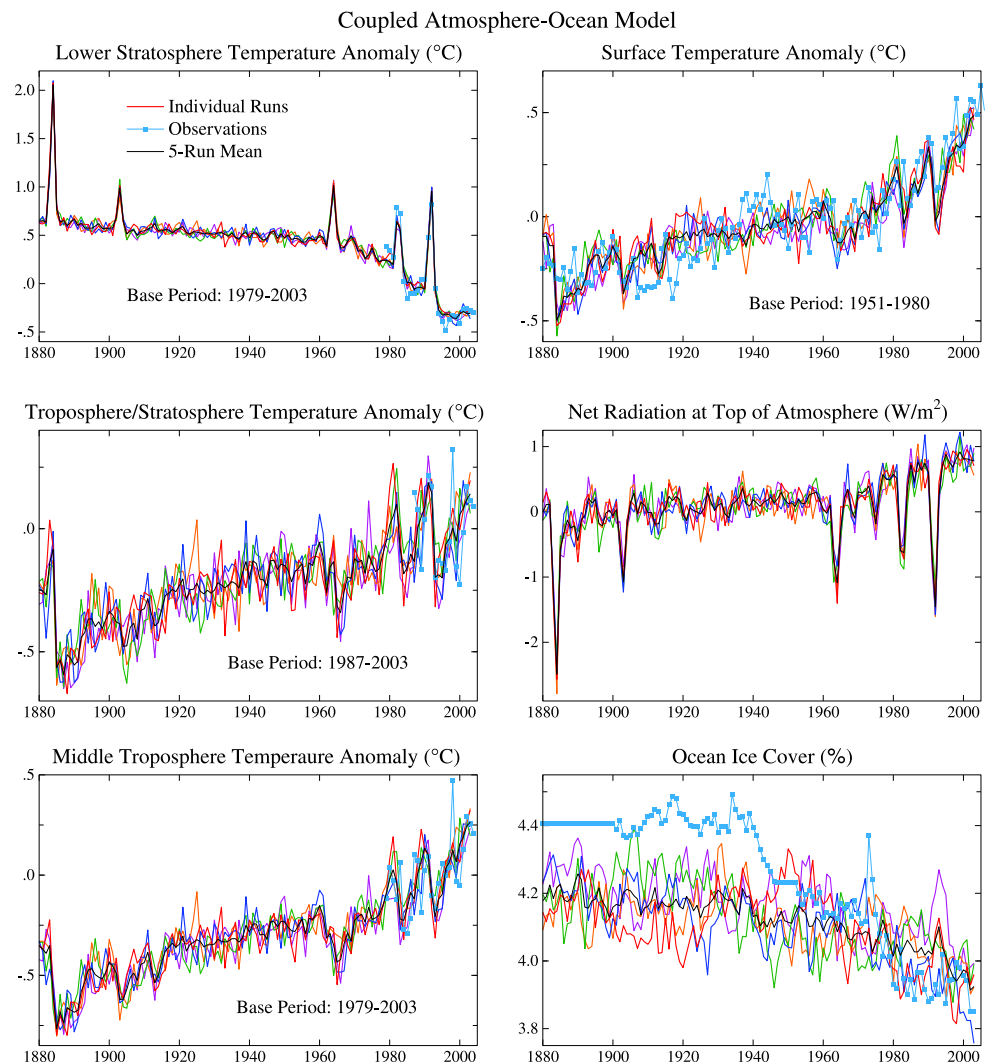 Coupled Atmosphere-Ocean Model
Lower Stratosphere Temperature Anomaly (°C)
2.0
1.5
1.0
.5
.0
-.5
Individual Runs
Observations
5-Run Mean
Base Period: 1979-2003
1880 1900 1920 1940 1960 1980 2000
Surface Temperature Anomaly (°C)
.5
.0
-.5
Base Period: 1951-1980
1880 1900 1920 1940 1960 1980 2000
Troposphere/Stratosphere Temperature Anomaly (°C)
.0
-.5
Base Period: 1987-2003
1880 1900 1920 1940 1960 1980 2000
Net Radiation at Top of Atmosphere (W/m²)
1
0
-1
-2
1880 1900 1920 1940 1960 1980 2000
Middle Troposphere Temperaure Anomaly (°C)
.5
.0
-.5
Base Period: 1979-2003
1880 1900 1920 1940 1960 1980 2000
Ocean Ice Cover (%)
4.4
4.2
4.0
3.8
1880 1900 1920 1940 1960 1980 2000